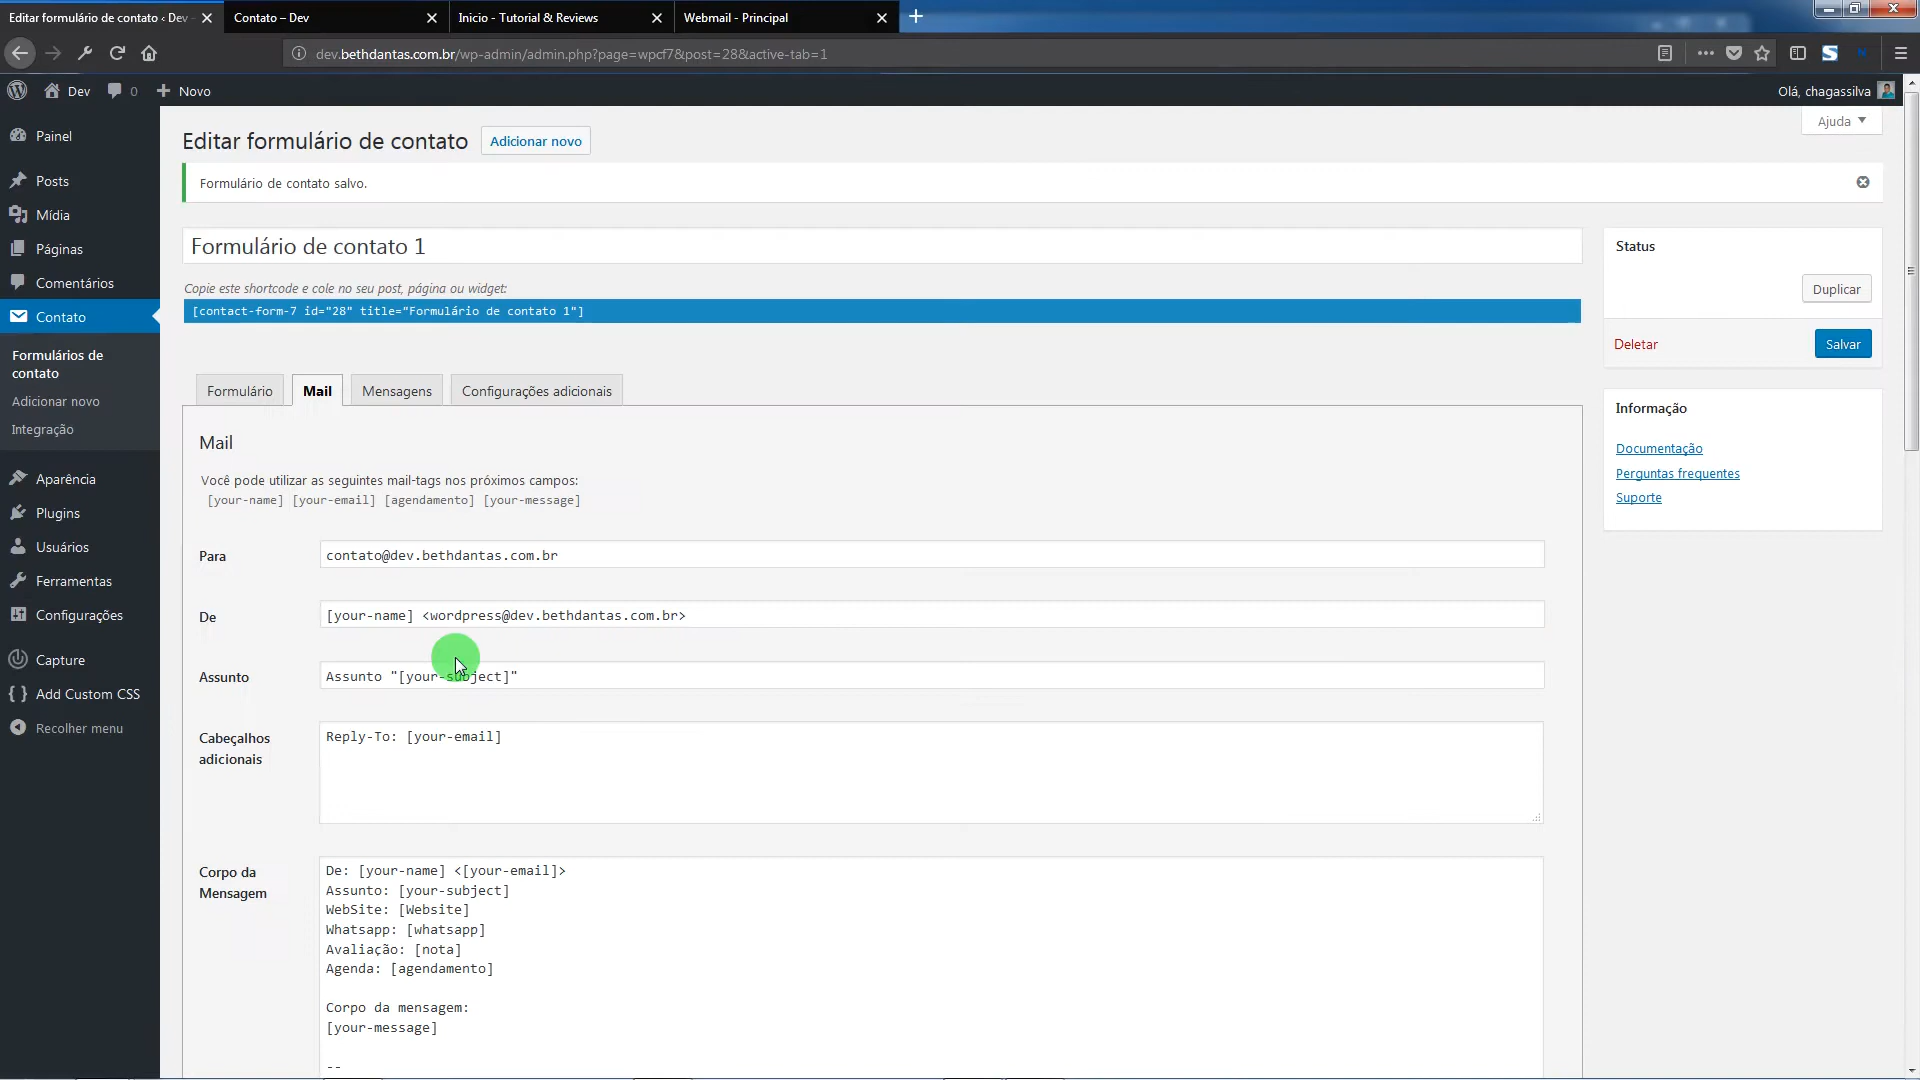 Editar formulário de contato ‹ Dev
Contato – Dev
Inicio - Tutorial & Reviews
Webmail - Principal
dev.bethdantas.com.br/wp-admin/admin.php?page=wpcf7&post=28&active-tab=1
Dev
0
Novo
Olá, chagassilva
Painel
Posts
Mídia
Páginas
Comentários
Contato
Formulários de
contato
Adicionar novo
Integração
Aparência
Plugins
Usuários
Ferramentas
Configurações
Capture
Add Custom CSS
Recolher menu
Ajuda
Editar formulário de contato
Adicionar novo
Formulário de contato salvo.
Formulário de contato 1
Copie este shortcode e cole no seu post, página ou widget:
[contact-form-7 id="28" title="Formulário de contato 1"]
Status
Duplicar
Deletar
Salvar
Informação
Documentação
Perguntas frequentes
Suporte
Formulário
Mail
Mensagens
Configurações adicionais
Mail
Você pode utilizar as seguintes mail-tags nos próximos campos:
[your-name] [your-email] [agendamento] [your-message]
Para
contato@dev.bethdantas.com.br
De
[your-name] <wordpress@dev.bethdantas.com.br>
Assunto
Assunto "[your-subject]"
Cabeçalhos
adicionais
Reply-To: [your-email]
Corpo da
Mensagem
De: [your-name] <[your-email]>
Assunto: [your-subject]
WebSite: [Website]
Whatsapp: [whatsapp]
Avaliação: [nota]
Agenda: [agendamento]
Corpo da mensagem:
[your-message]
--